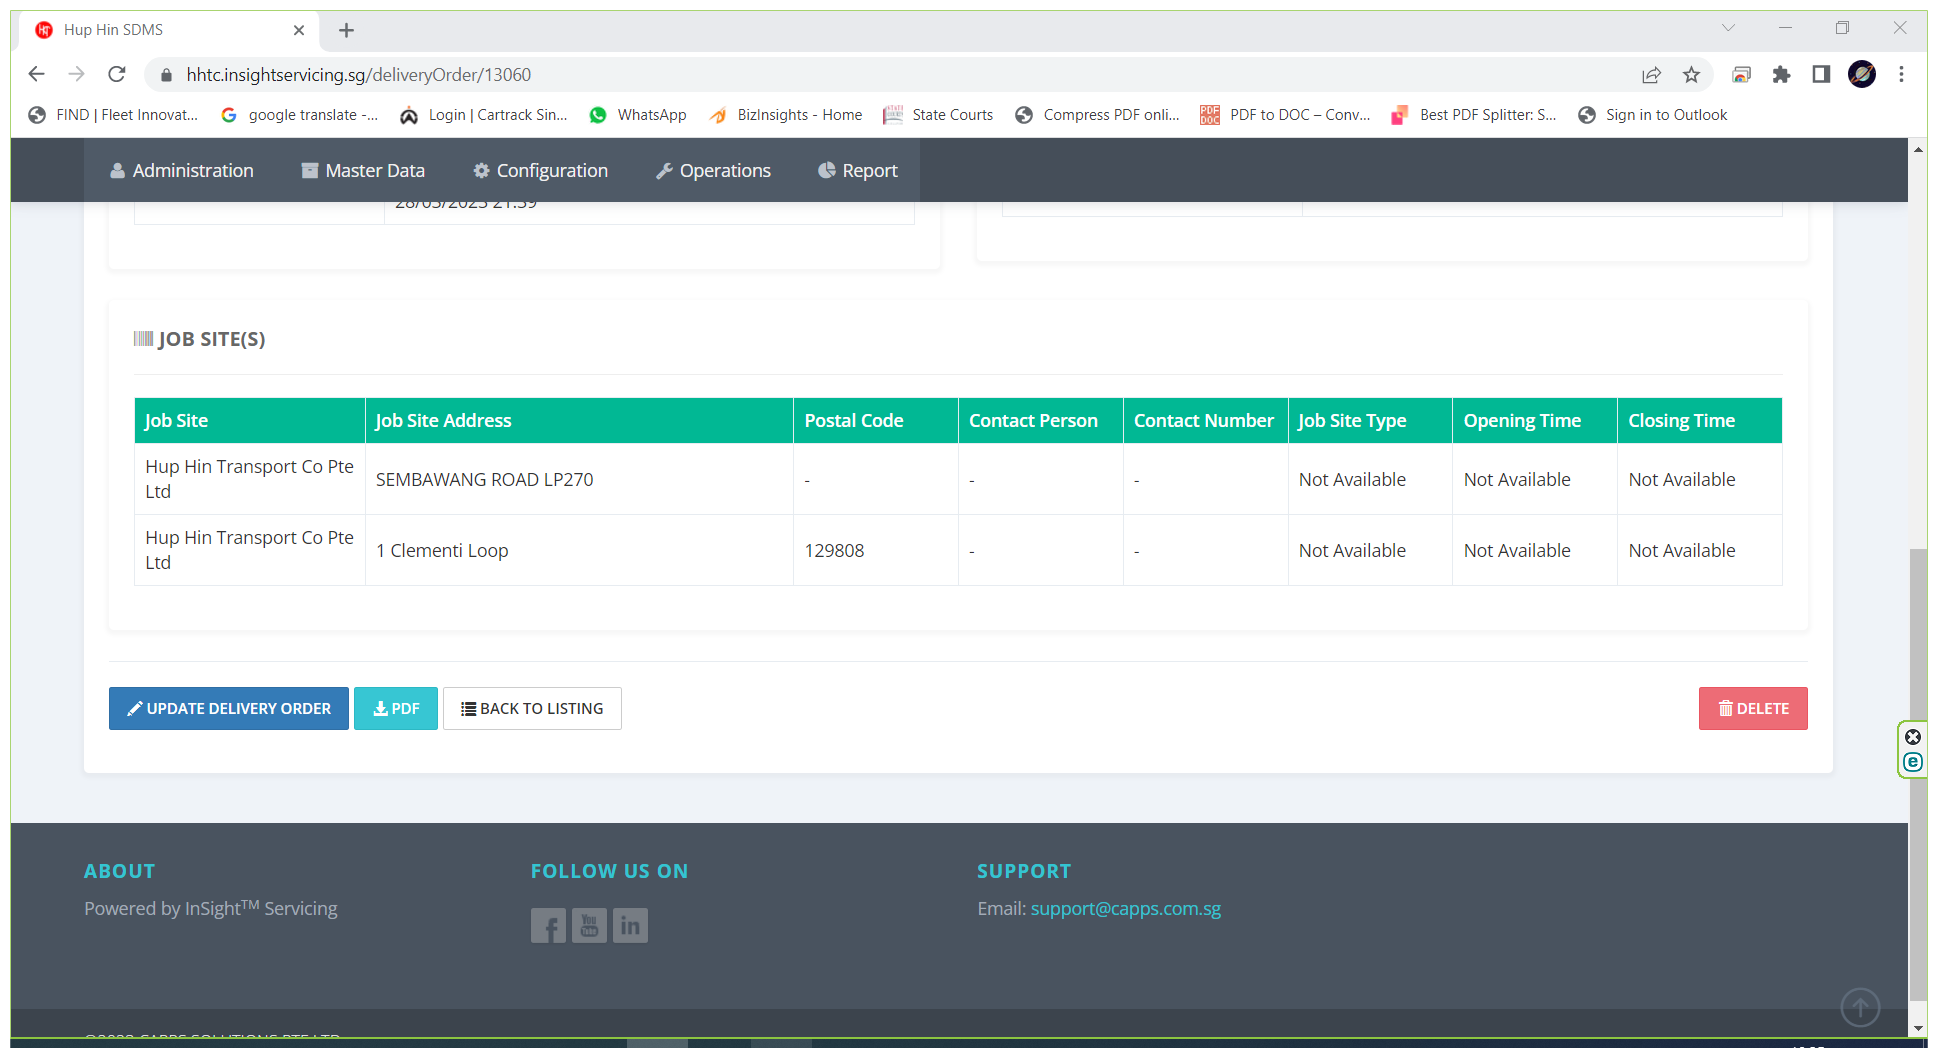 Hup Hin SDMS
hhtc.insightservicing.sg/deliveryOrder/13060
FIND | Fleet Innovat... google translate -... Login | Cartrack Sin... WhatsApp BizInsights - Home State Courts Compress PDF onli... PDF to DOC – Conv... Best PDF Splitter: S... Sign in to Outlook
Administration Master Data Configuration Operations Report
JOB SITE(S)
Job Site Job Site Address Postal Code Contact Person Contact Number Job Site Type Opening Time Closing Time
Hup Hin Transport Co Pte
Ltd
SEMBAWANG ROAD LP270 - - - Not Available Not Available Not Available
Hup Hin Transport Co Pte
Ltd
1 Clementi Loop 129808 - - Not Available Not Available Not Available
UPDATE DELIVERY ORDER PDF BACK TO LISTING DELETE
ABOUT FOLLOW US ON SUPPORT
Powered by InSight™ Servicing Email: support@capps.com.sg